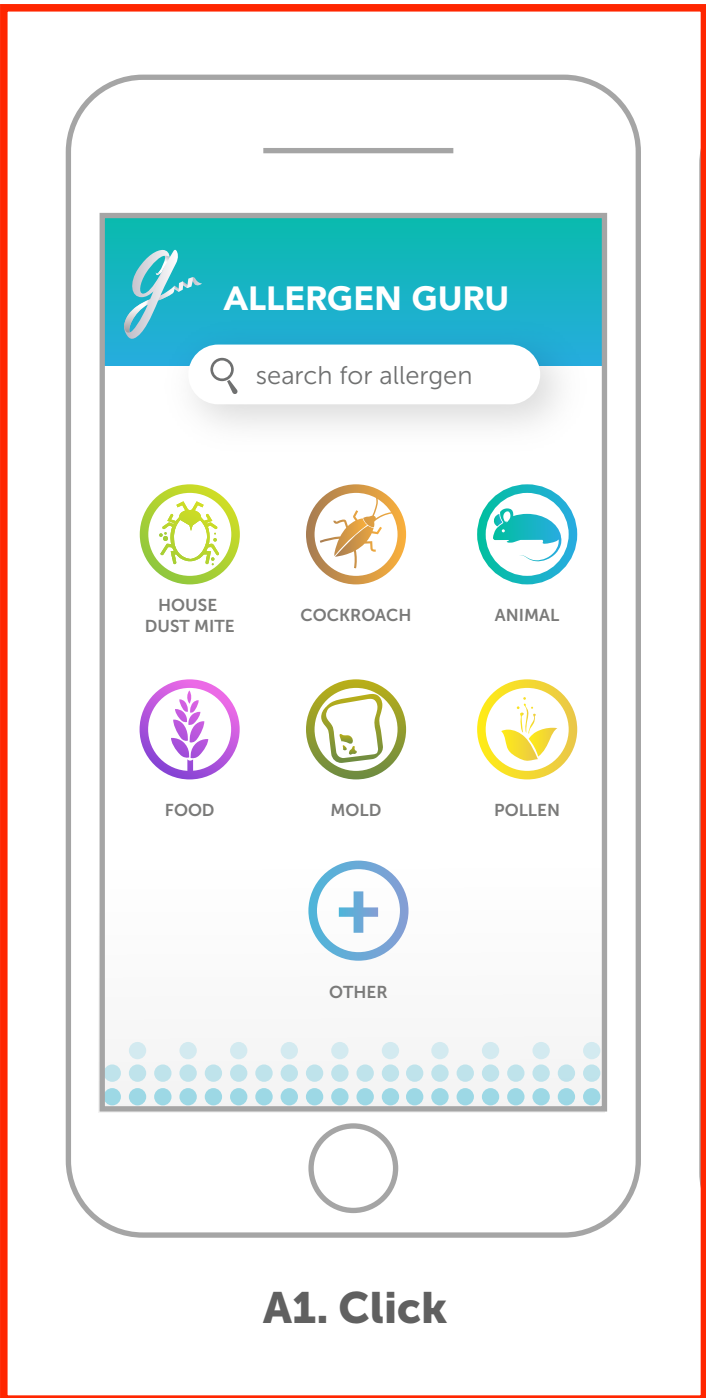 g
ALLERGEN GURU
search for allergen
HOUSE
DUST MITE
COCKROACH
ANIMAL
FOOD
MOLD
POLLEN
OTHER
A1. Click